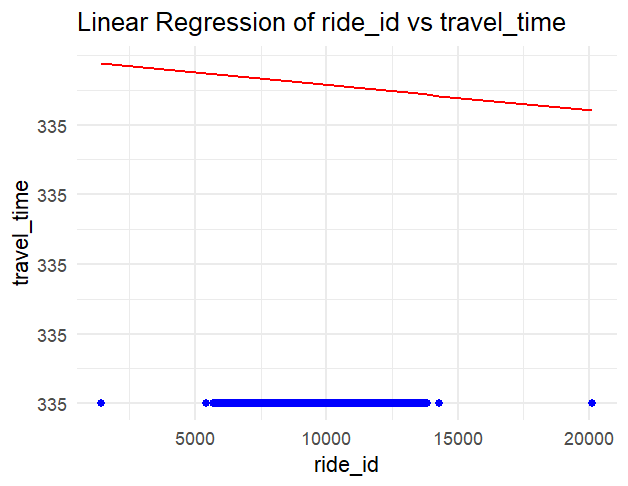 Linear Regression of ride_id vs travel_time
travel_time
335
335
335
335
335
5000 10000 15000 20000
ride_id